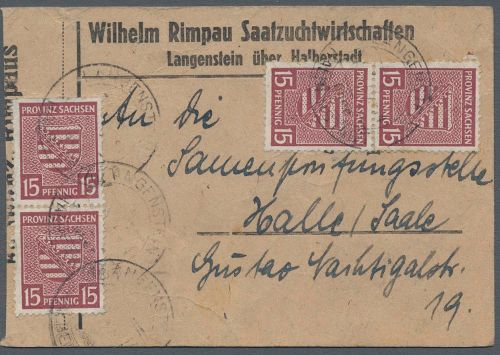 Wilhelm Rimpau Saatzuchtwirtschaften
Langenstein über Halberstadt
An die
Samenprüfungsstelle
Halle/Saale
Gustav Nachtigalstr.
19.
PROVINZ SACHSEN
15 15
PFENNIG
PROVINZ SACHSEN
15 15
PFENNIG
PROVINZ SACHSEN
15 15
PFENNIG
PROVINZ SACHSEN
15 15
PFENNIG